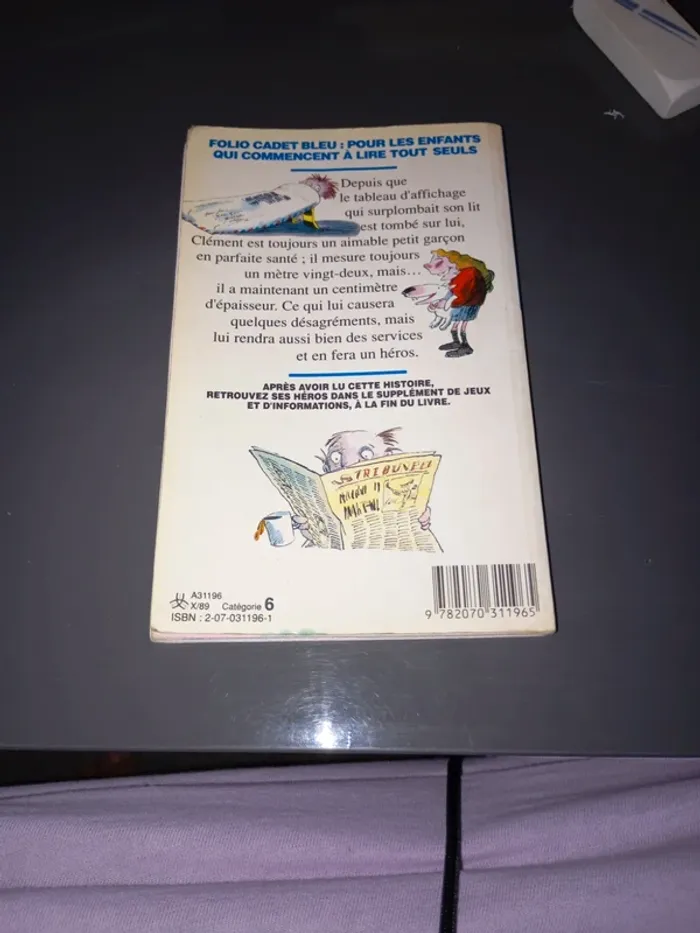 FOLIO CADET BLEU : POUR LES ENFANTS
QUI COMMENCENT À LIRE TOUT SEULS
Depuis que
le tableau d'affichage
qui surplombait son lit
est tombé sur lui,
Clément est toujours un aimable petit garçon
en parfaite santé ; il mesure toujours
un mètre vingt-deux, mais...
il a maintenant un centimètre
d'épaisseur. Ce qui lui causera
quelques désagréments, mais
lui rendra aussi bien des services
et en fera un héros.
APRÈS AVOIR LU CETTE HISTOIRE,
RETROUVEZ SES HÉROS DANS LE SUPPLÉMENT DE JEUX
ET D'INFORMATIONS, À LA FIN DU LIVRE.
TRIBUNE
A31196
X/89 Catégorie 6
ISBN : 2-07-031196-1
9 782070 311965